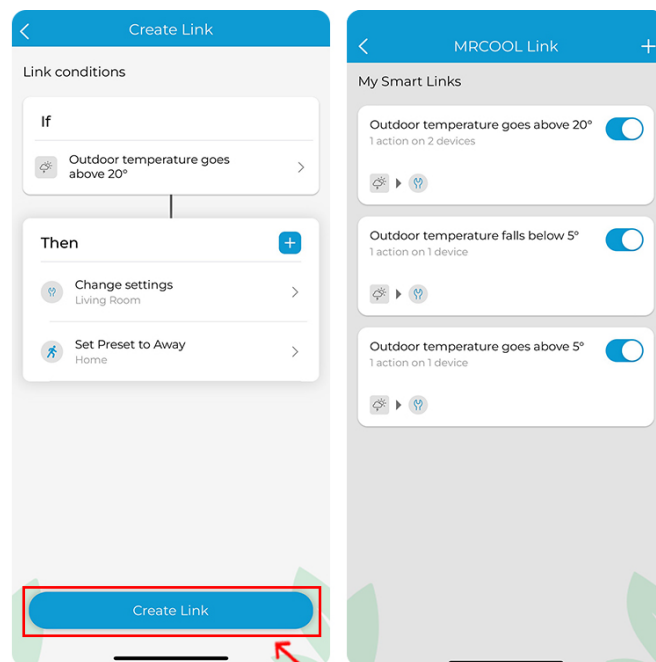 Create Link
Link conditions
If
Outdoor temperature goes
above 20°
Then
Change settings
Living Room
Set Preset to Away
Home
Create Link
MRCOOL Link
My Smart Links
Outdoor temperature goes above 20°
1 action on 2 devices
Outdoor temperature falls below 5°
1 action on 1 device
Outdoor temperature goes above 5°
1 action on 1 device